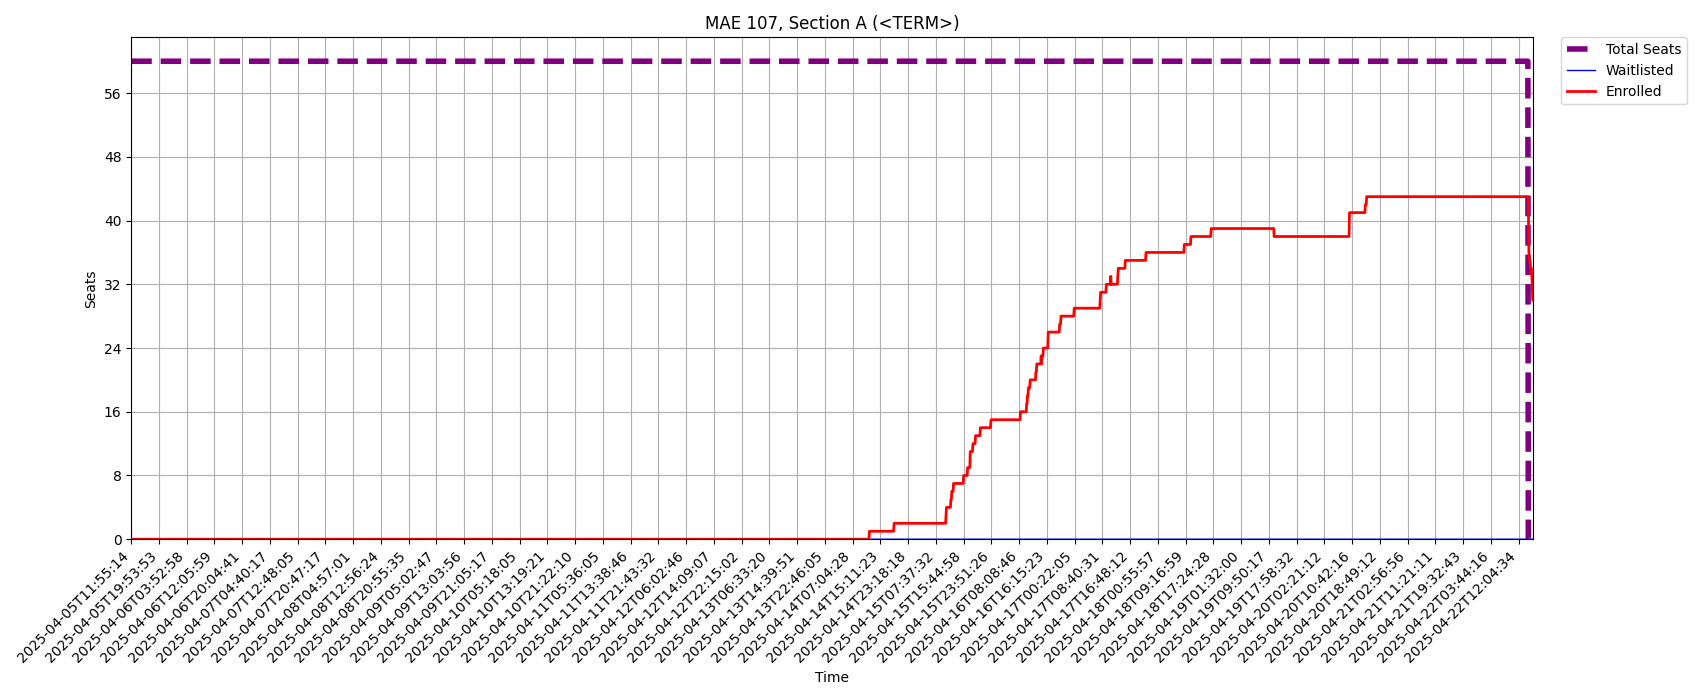 MAE 107, Section A (<TERM>)
Total Seats
Waitlisted
Enrolled
56
48
40
32
24
16
8
0
Seats
2025-04-05T11:55:14
2025-04-05T19:53:53
2025-04-06T03:52:58
2025-04-06T12:05:59
2025-04-06T20:04:41
2025-04-07T04:40:17
2025-04-07T12:48:05
2025-04-07T20:47:17
2025-04-08T04:57:01
2025-04-08T12:56:24
2025-04-08T20:55:35
2025-04-09T05:02:47
2025-04-09T13:03:56
2025-04-09T21:05:17
2025-04-10T05:18:05
2025-04-10T13:19:21
2025-04-10T21:22:10
2025-04-11T05:36:05
2025-04-11T13:38:46
2025-04-11T21:43:32
2025-04-12T06:02:46
2025-04-12T14:09:07
2025-04-12T22:15:02
2025-04-13T06:33:20
2025-04-13T14:39:51
2025-04-13T22:46:05
2025-04-14T07:04:28
2025-04-14T15:11:23
2025-04-14T23:18:18
2025-04-15T07:37:32
2025-04-15T15:44:58
2025-04-15T23:51:26
2025-04-16T08:08:46
2025-04-16T16:15:23
2025-04-17T00:22:05
2025-04-17T08:40:31
2025-04-17T16:48:12
2025-04-18T00:55:57
2025-04-18T09:16:59
2025-04-18T17:24:28
2025-04-19T01:32:00
2025-04-19T09:50:17
2025-04-19T17:58:32
2025-04-20T02:21:12
2025-04-20T10:42:16
2025-04-20T18:49:12
2025-04-21T02:56:56
2025-04-21T11:21:11
2025-04-21T19:32:43
2025-04-22T03:44:16
2025-04-22T12:04:34
Time